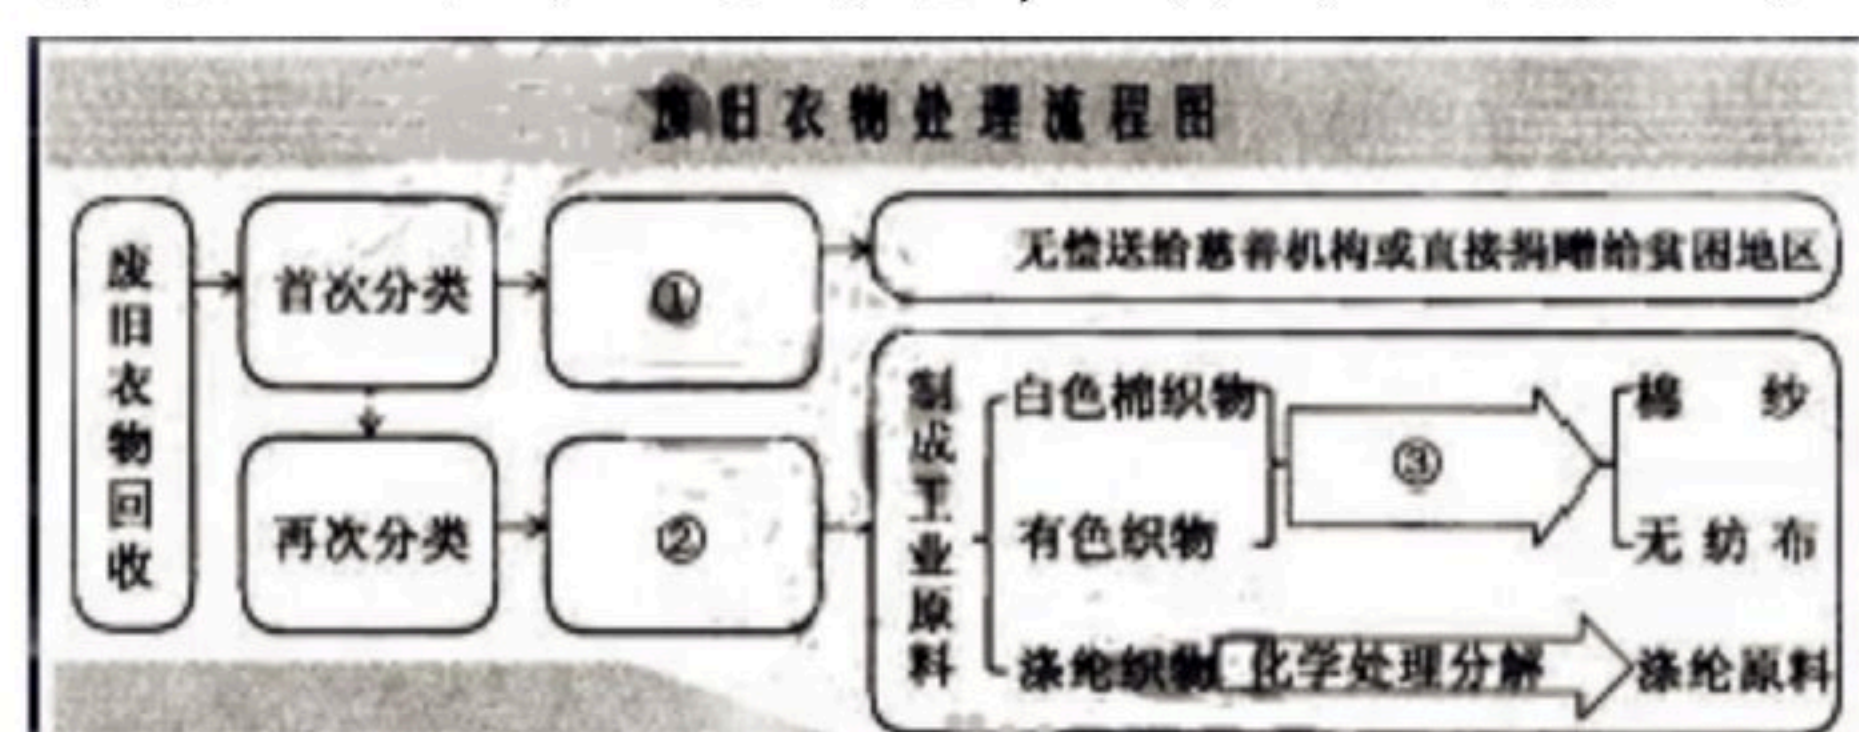 废旧衣物处理流程图
废旧衣物回收
首次分类
①
无偿送给慈善机构或直接捐赠给贫困地区
再次分类
②
制成工业原料
白色棉织物
有色织物
③
棉纱
无纺布
涤纶织物
化学处理分解
涤纶原料